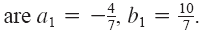 are a₁ = −4/7, b₁ = 10/7.